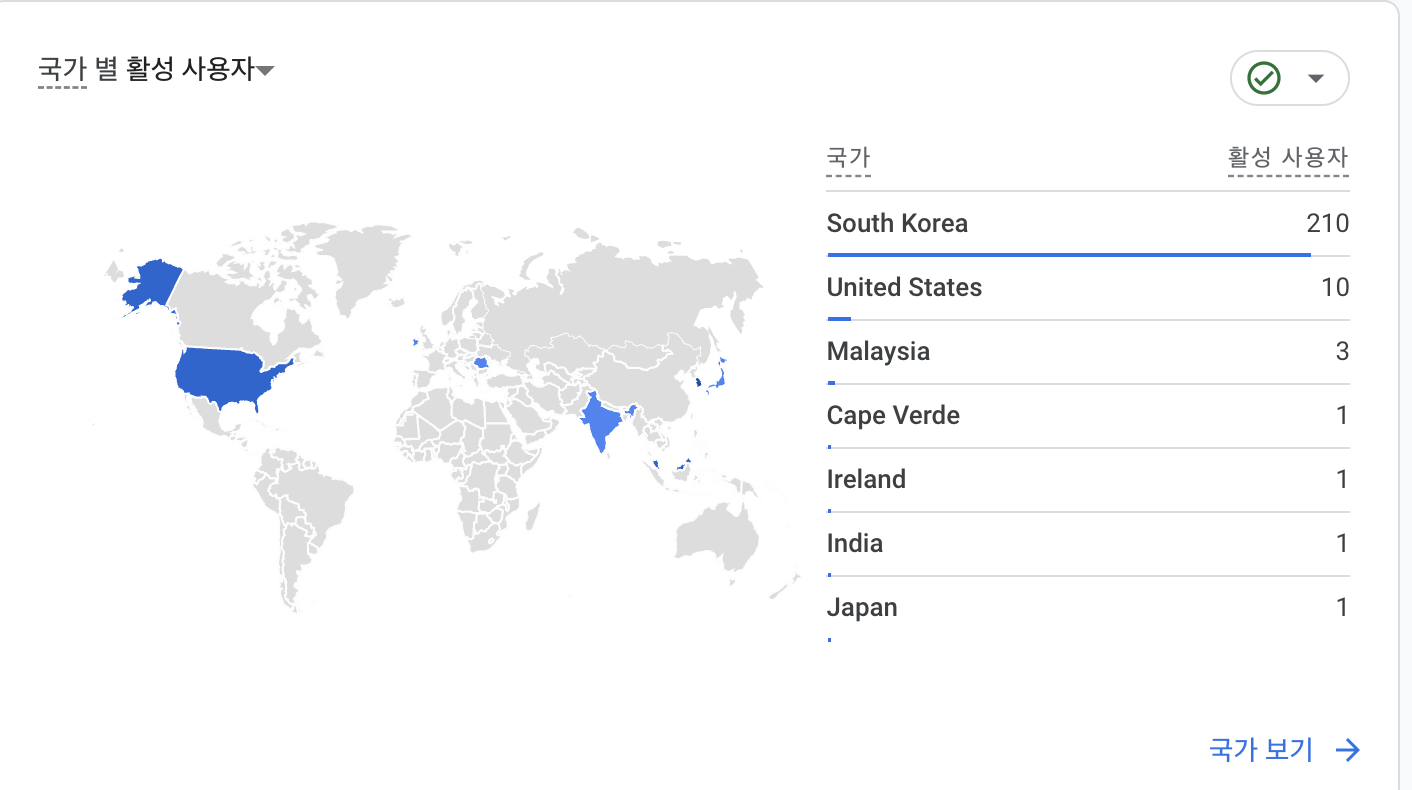 국가 별 활성 사용자
국가 활성 사용자
South Korea 210
United States 10
Malaysia 3
Cape Verde 1
Ireland 1
India 1
Japan 1
국가 보기